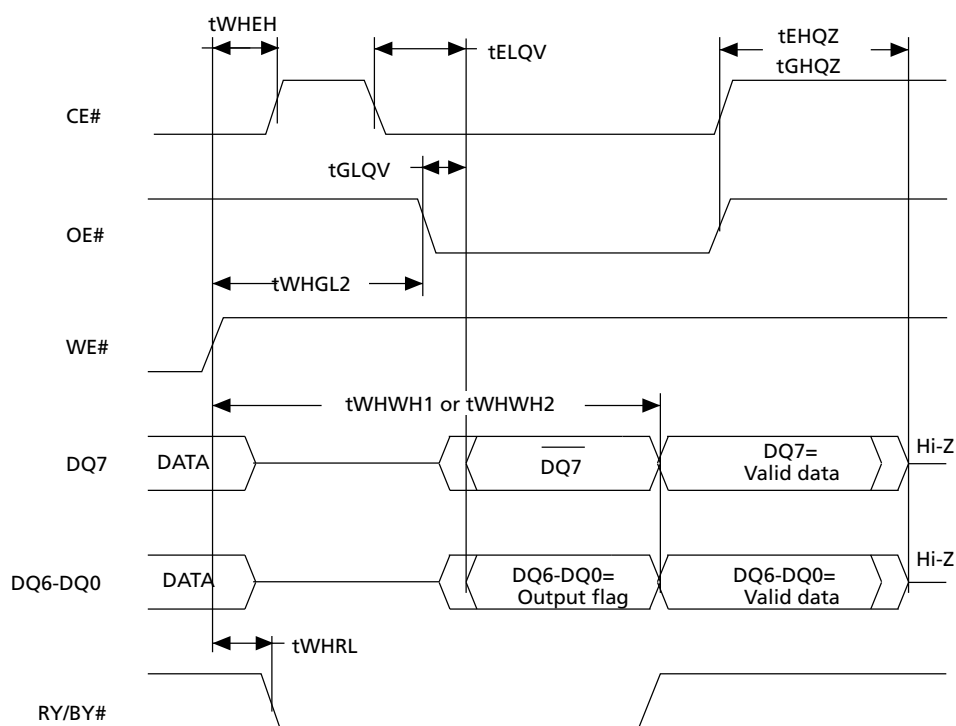 tWHEH
tELQV
tEHQZ
tGHQZ
CE#
tGLQV
OE#
tWHGL2
WE#
tWHWH1 or tWHWH2
DQ7
DATA
DQ7
DQ7=
Valid data
Hi-Z
DQ6-DQ0
DATA
DQ6-DQ0=
Output flag
DQ6-DQ0=
Valid data
Hi-Z
tWHRL
RY/BY#